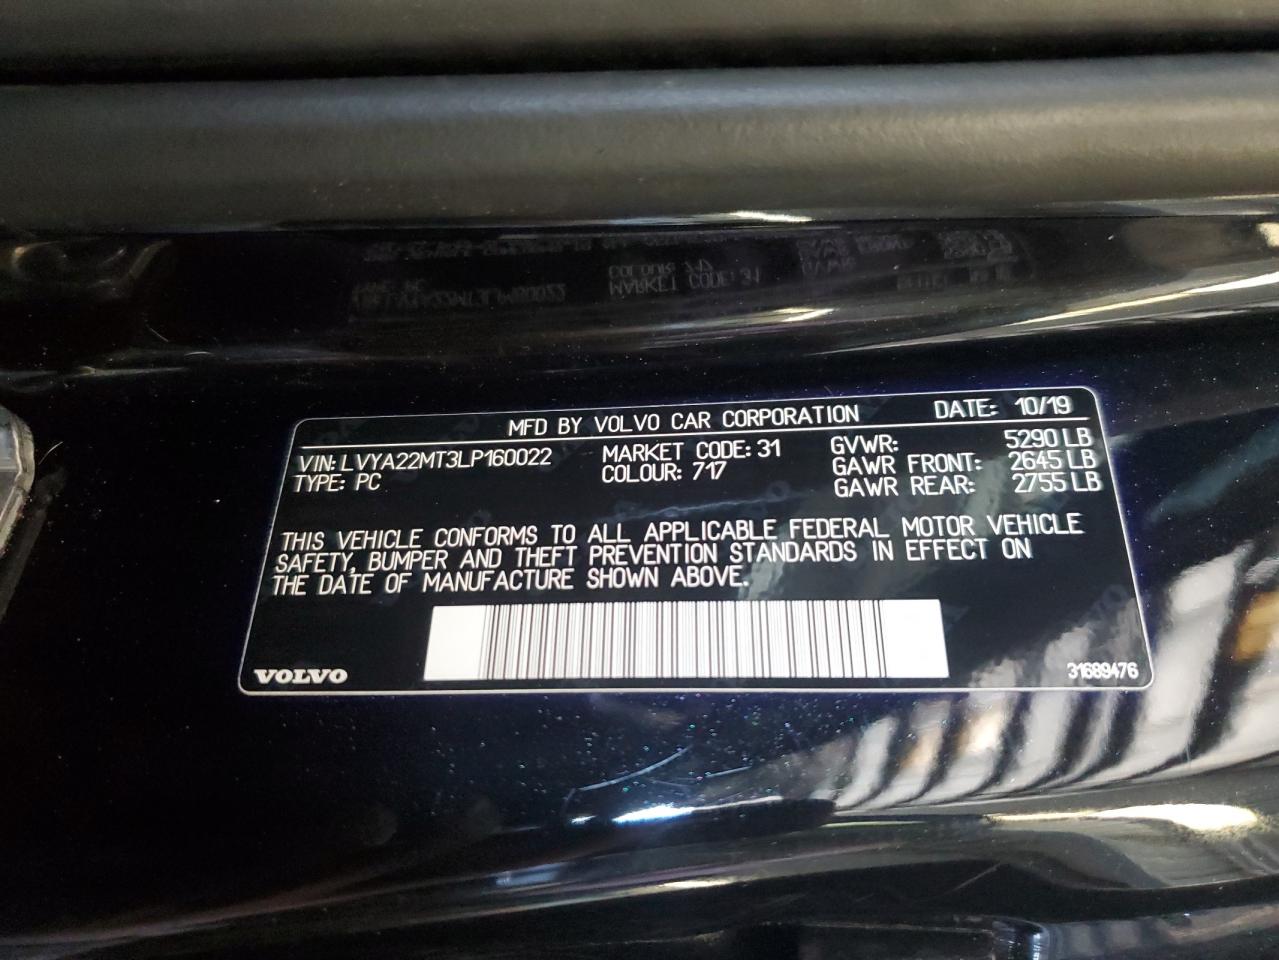 MFD BY VOLVO CAR CORPORATION DATE: 10/19
VIN: LVYA22MT3LP160022 MARKET CODE: 31 GVWR: 5290 LB
TYPE: PC COLOUR: 717 GAWR FRONT: 2645 LB
GAWR REAR: 2755 LB
THIS VEHICLE CONFORMS TO ALL APPLICABLE FEDERAL MOTOR VEHICLE
SAFETY, BUMPER AND THEFT PREVENTION STANDARDS IN EFFECT ON
THE DATE OF MANUFACTURE SHOWN ABOVE.
VOLVO 31689476